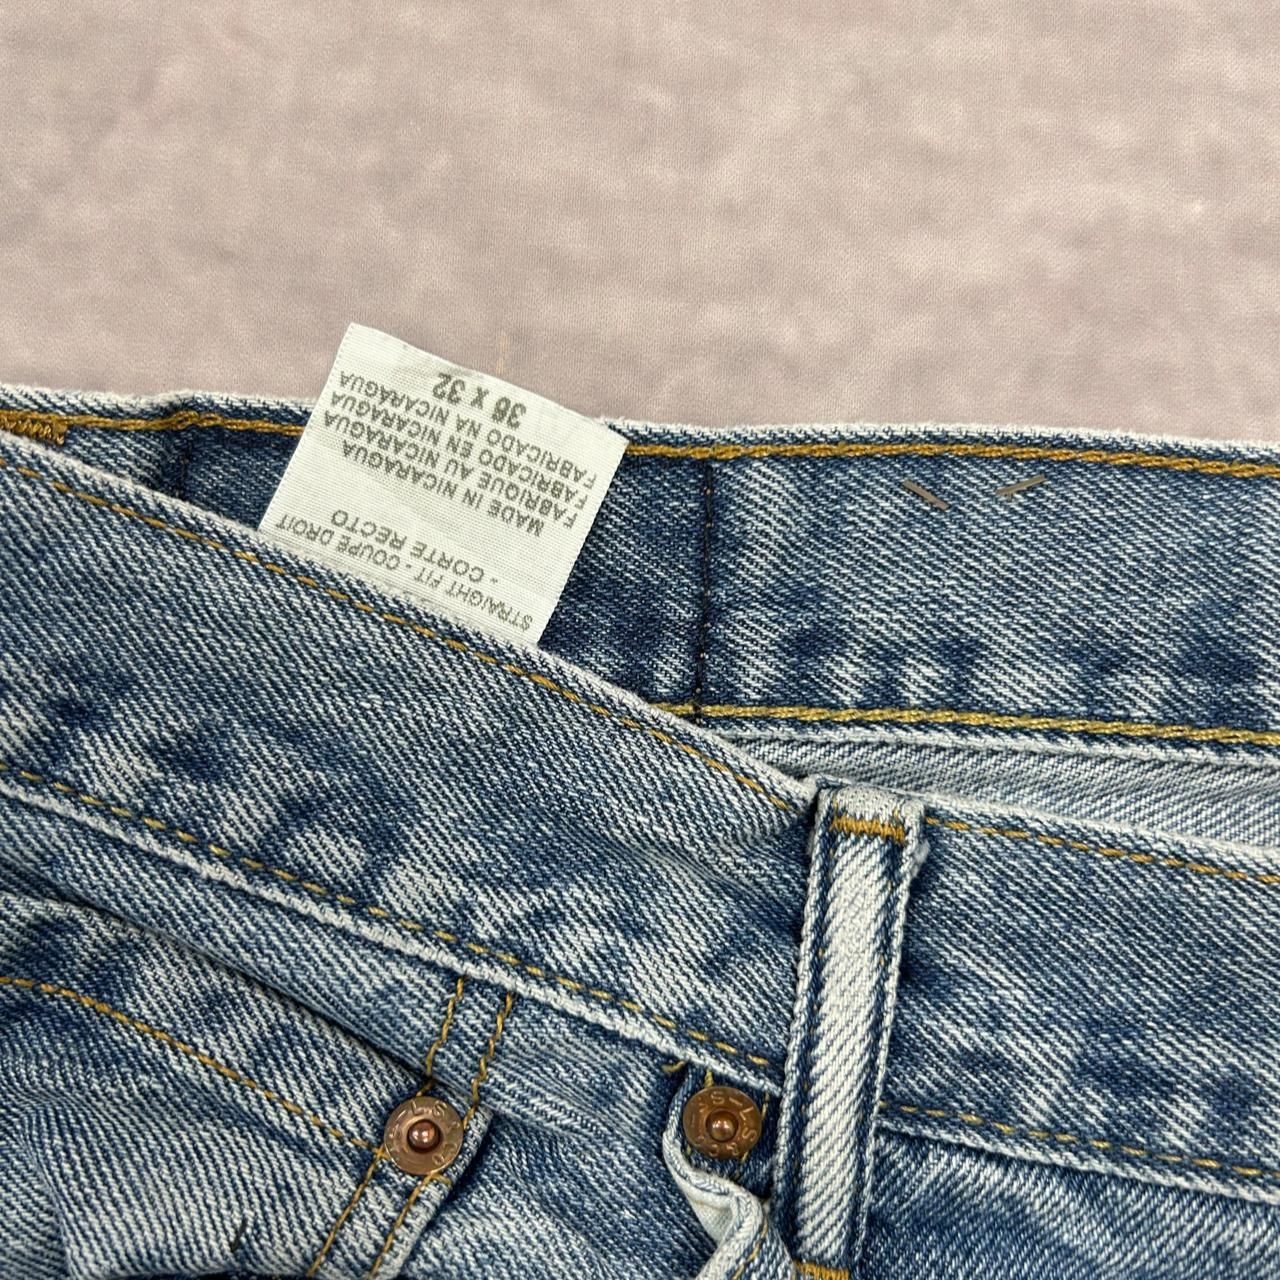 STRAIGHT FIT - COUPE DROIT
- CORTE RECTO
MADE IN NICARAGUA
FABRIQUE AU NICARAGUA
FABRICADO EN NICARAGUA
FABRICADO NA NICARAGUA
36 X 32
L.S.&CO
S-L.S